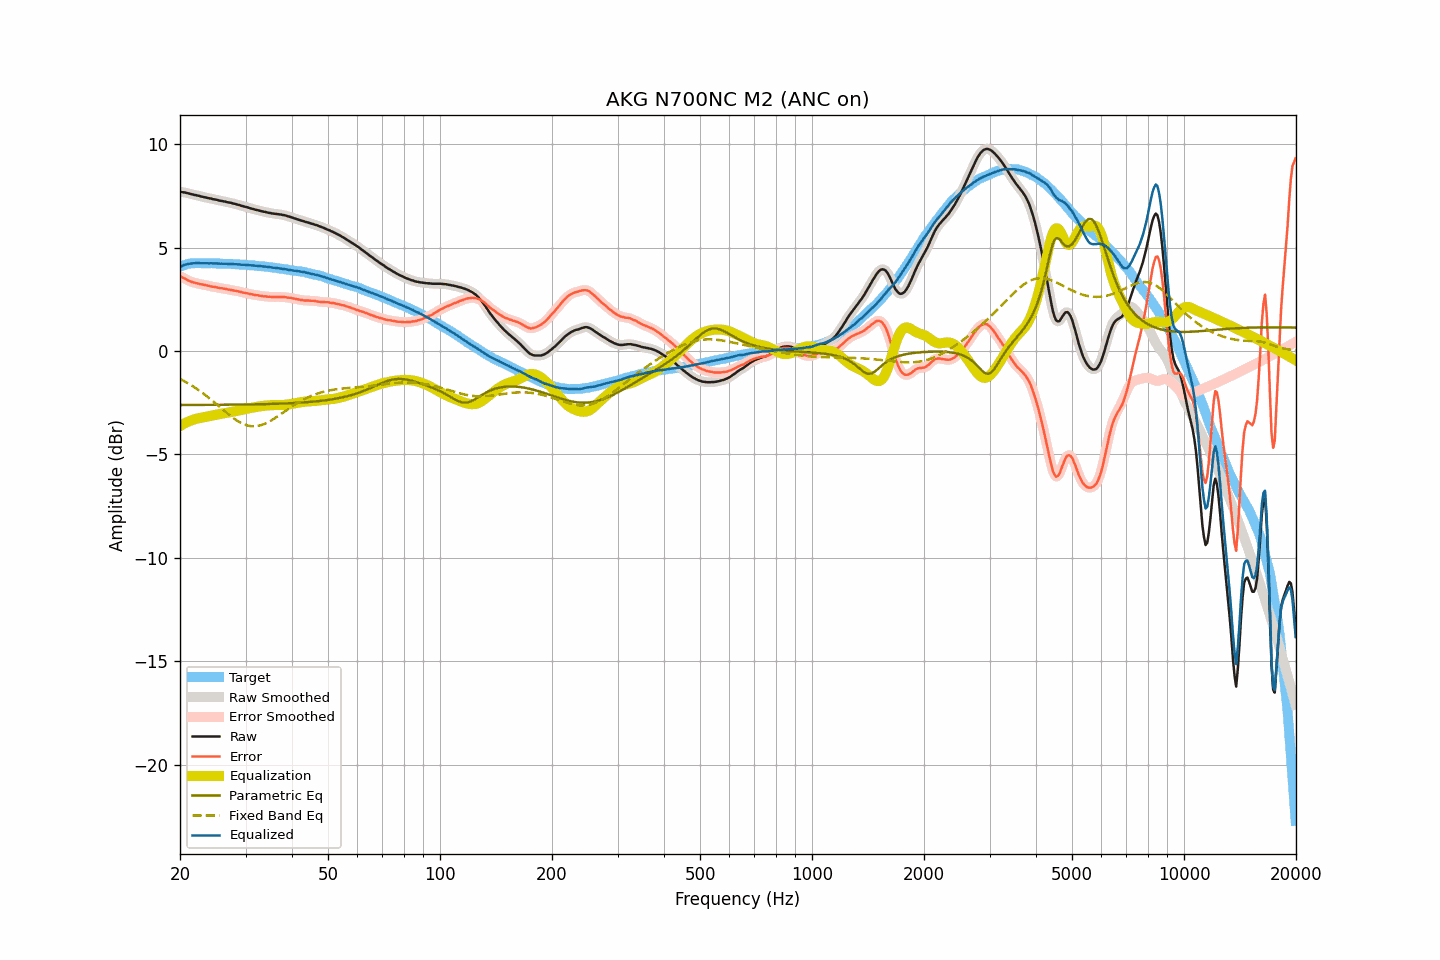 AKG N700NC M2 (ANC on)
Amplitude (dBr)
10
5
0
−5
−10
−15
−20
Target
Raw Smoothed
Error Smoothed
Raw
Error
Equalization
Parametric Eq
Fixed Band Eq
Equalized
20 50 100 200 500 1000 2000 5000 10000 20000
Frequency (Hz)